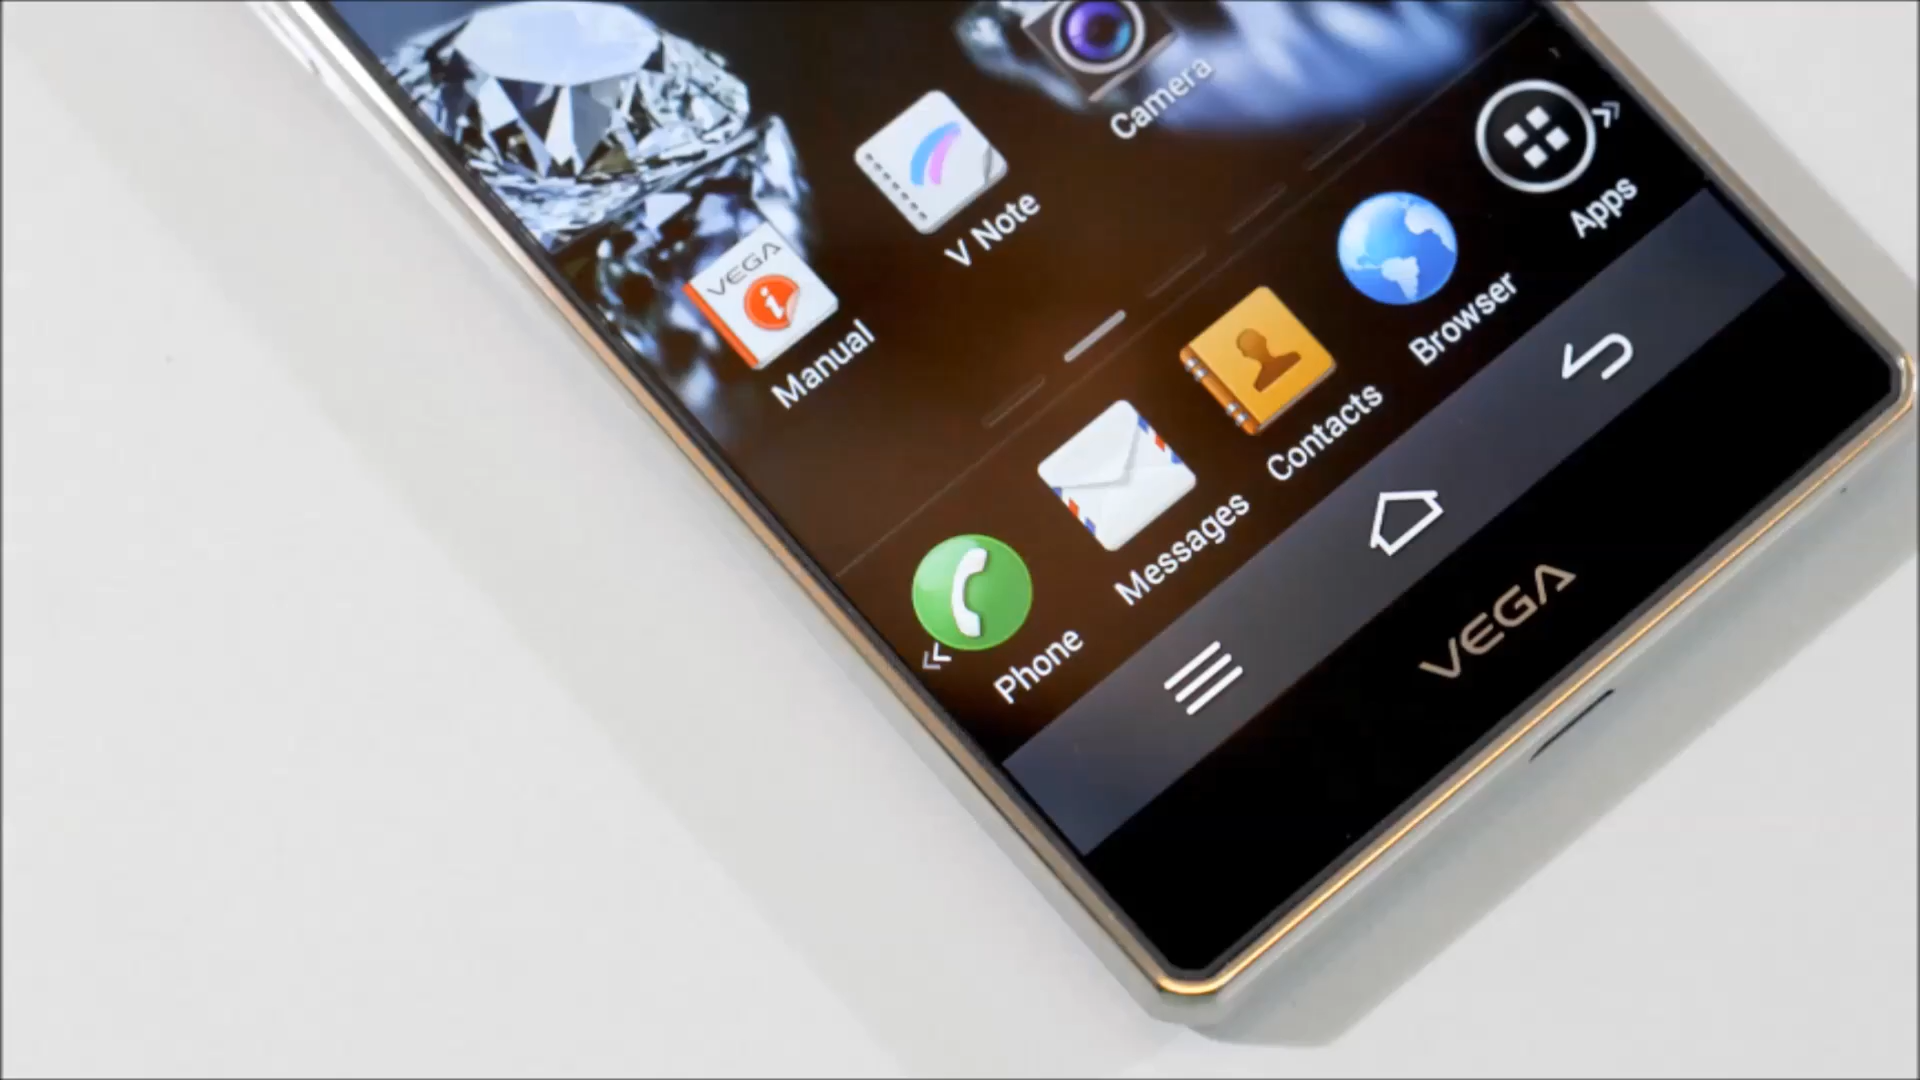 Camera
V Note
VEGA
Manual
Apps
Browser
Contacts
Messages
Phone
VEGA